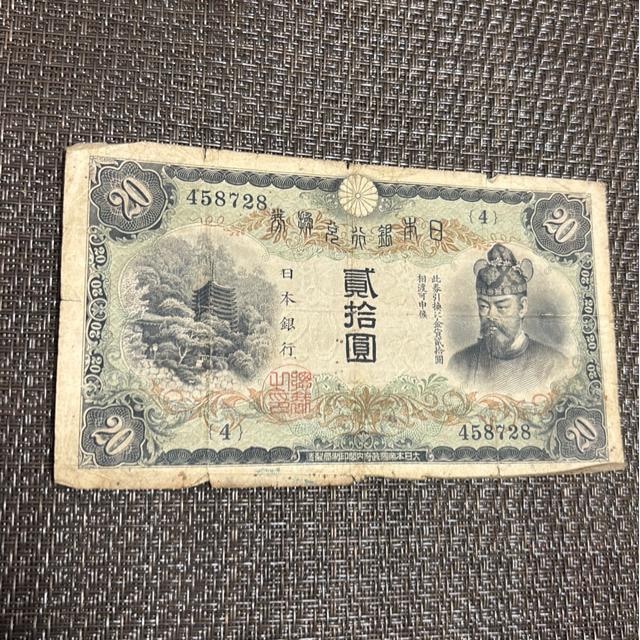 20
458728
{4}
20
日本銀行兌換券
此券引換に金貨貳拾圓
相渡可申候
貳拾圓
日本銀行
{4}
458728
20
20
大日本帝國政府内閣印刷局製造